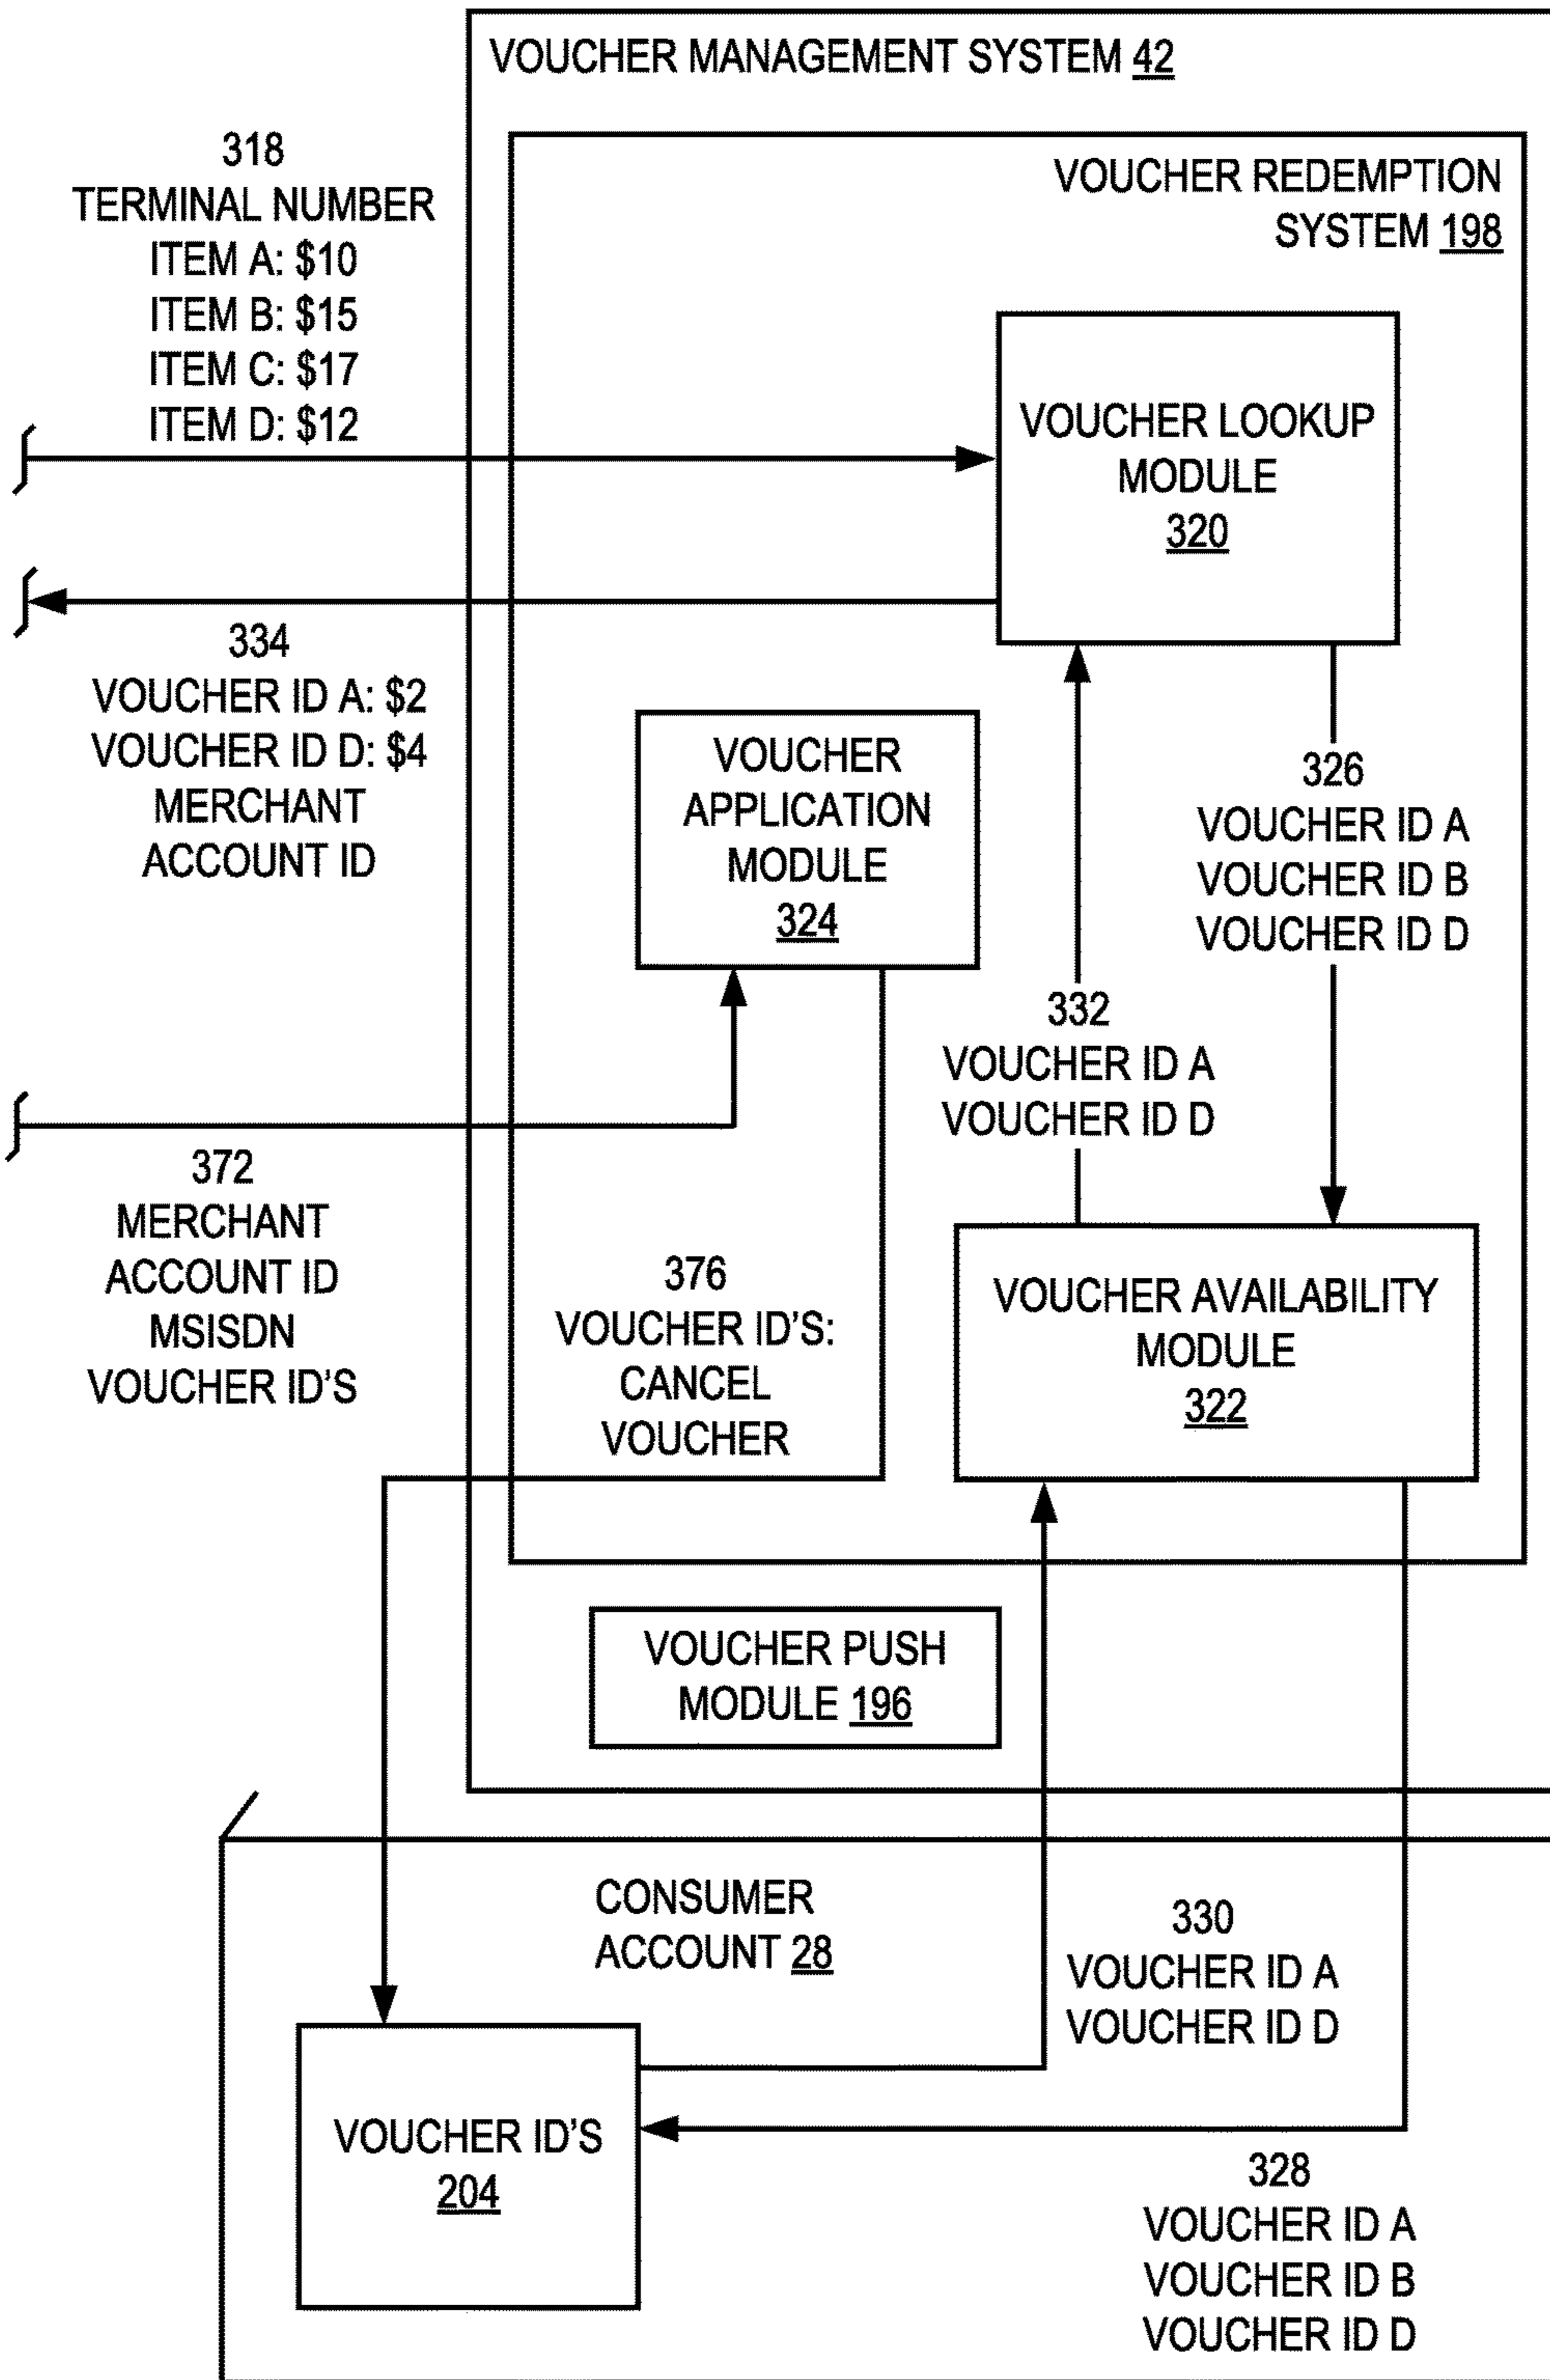 VOUCHER MANAGEMENT SYSTEM 42
318
TERMINAL NUMBER
ITEM A: $10
ITEM B: $15
ITEM C: $17
ITEM D: $12
VOUCHER REDEMPTION
SYSTEM 198
VOUCHER LOOKUP
MODULE
320
334
VOUCHER ID A: $2
VOUCHER ID D: $4
MERCHANT
ACCOUNT ID
VOUCHER
APPLICATION
MODULE
324
326
VOUCHER ID A
VOUCHER ID B
VOUCHER ID D
332
VOUCHER ID A
VOUCHER ID D
372
MERCHANT
ACCOUNT ID
MSISDN
VOUCHER ID'S
376
VOUCHER ID'S:
CANCEL
VOUCHER
VOUCHER AVAILABILITY
MODULE
322
VOUCHER PUSH
MODULE 196
CONSUMER
ACCOUNT 28
330
VOUCHER ID A
VOUCHER ID D
VOUCHER ID'S
204
328
VOUCHER ID A
VOUCHER ID B
VOUCHER ID D